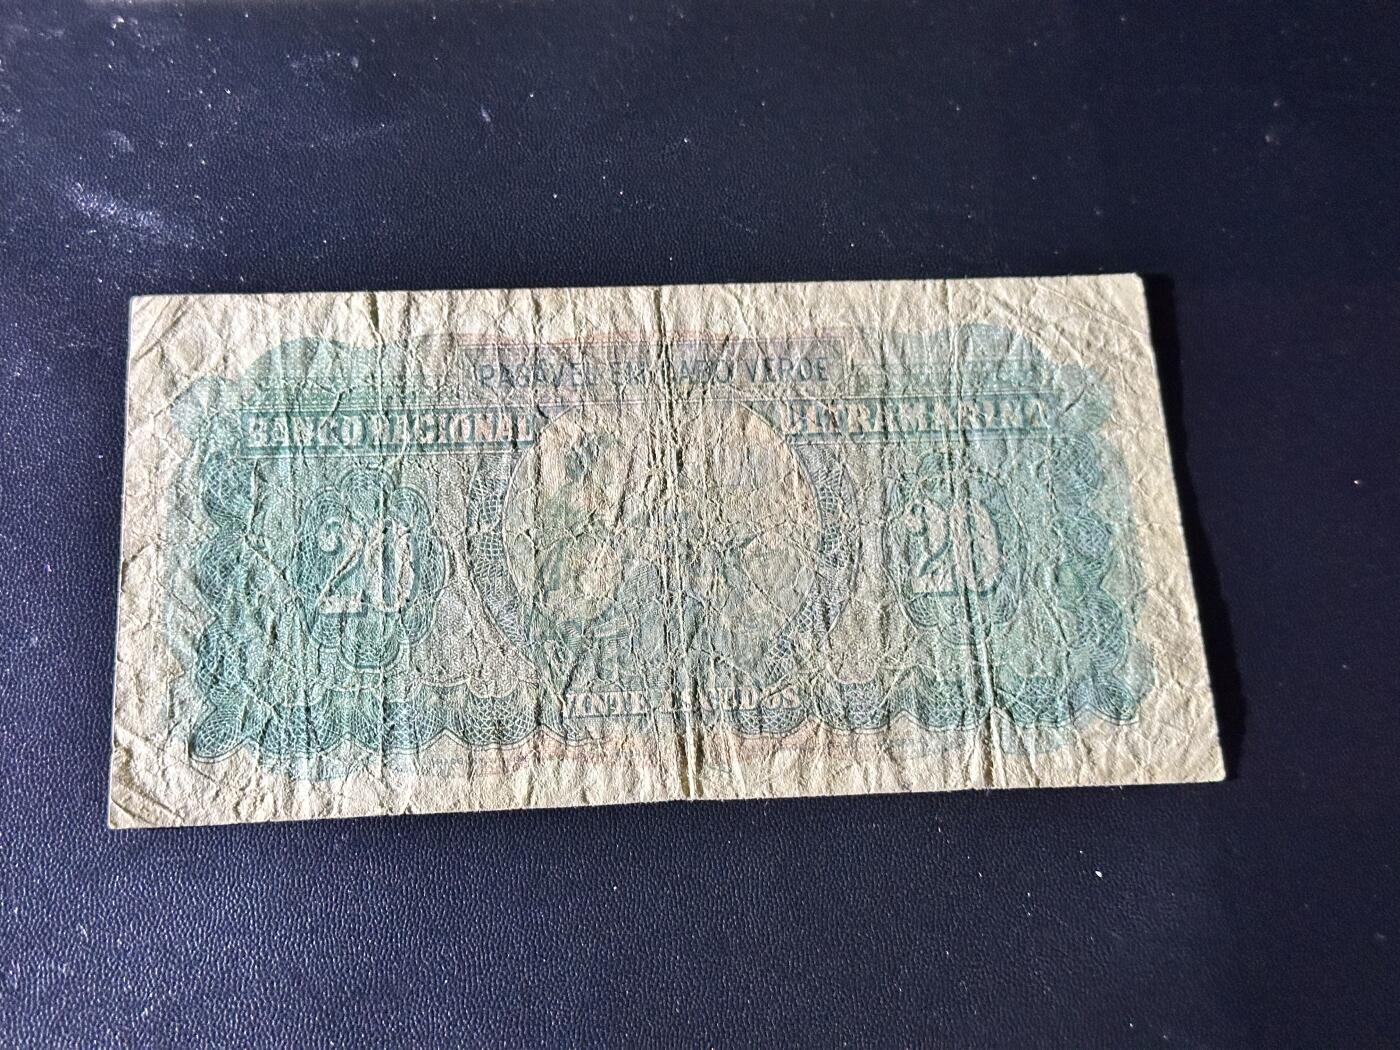 PAGAVEL EM CABO VERDE
BANCO NACIONAL ULTRAMARINO
20 20
VINTE ESCUDOS